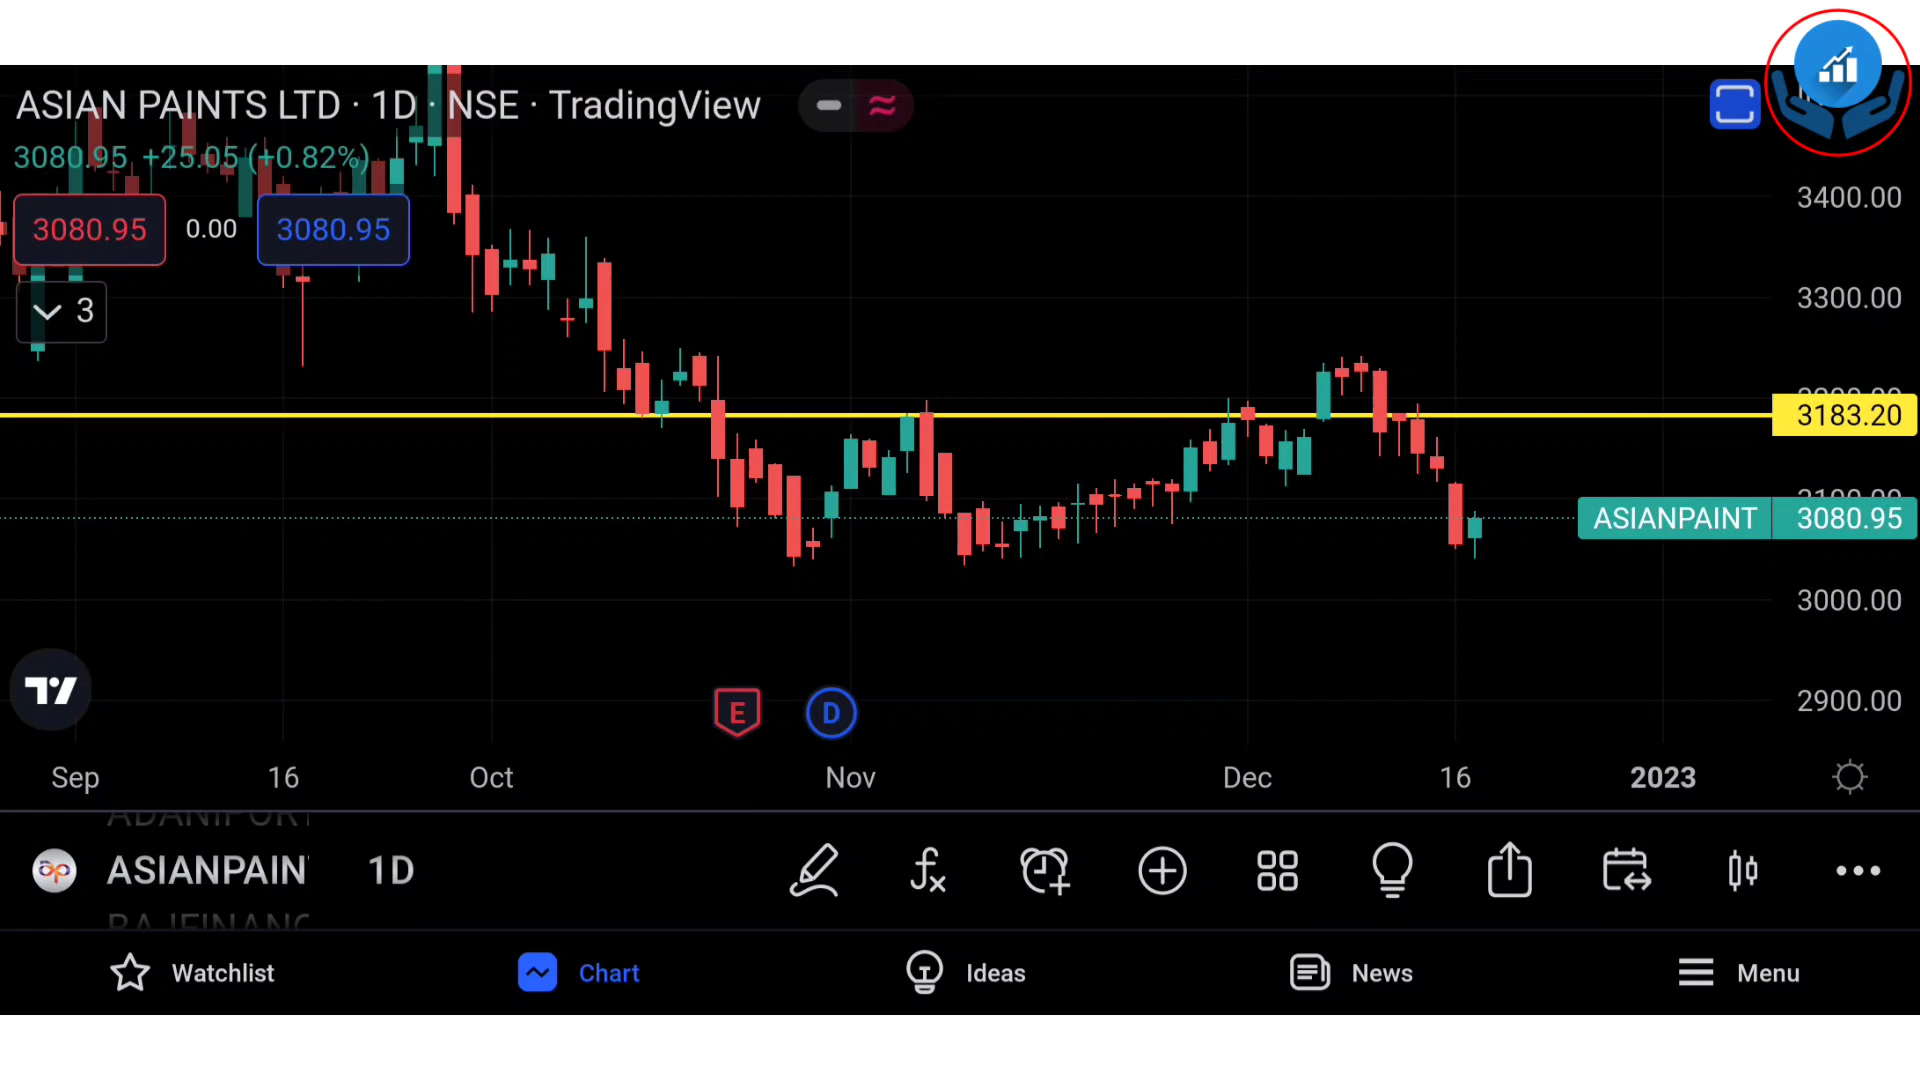 ASIAN PAINTS LTD · 1D · NSE · TradingView
3080.95 +25.05 (+0.82%)
3080.95 0.00 3080.95
3
3400.00
3300.00
3183.20
ASIANPAINT 3080.95
3000.00
2900.00
E D
Sep 16 Oct Nov Dec 16 2023
ASIANPAIN 1D
Watchlist Chart Ideas News Menu